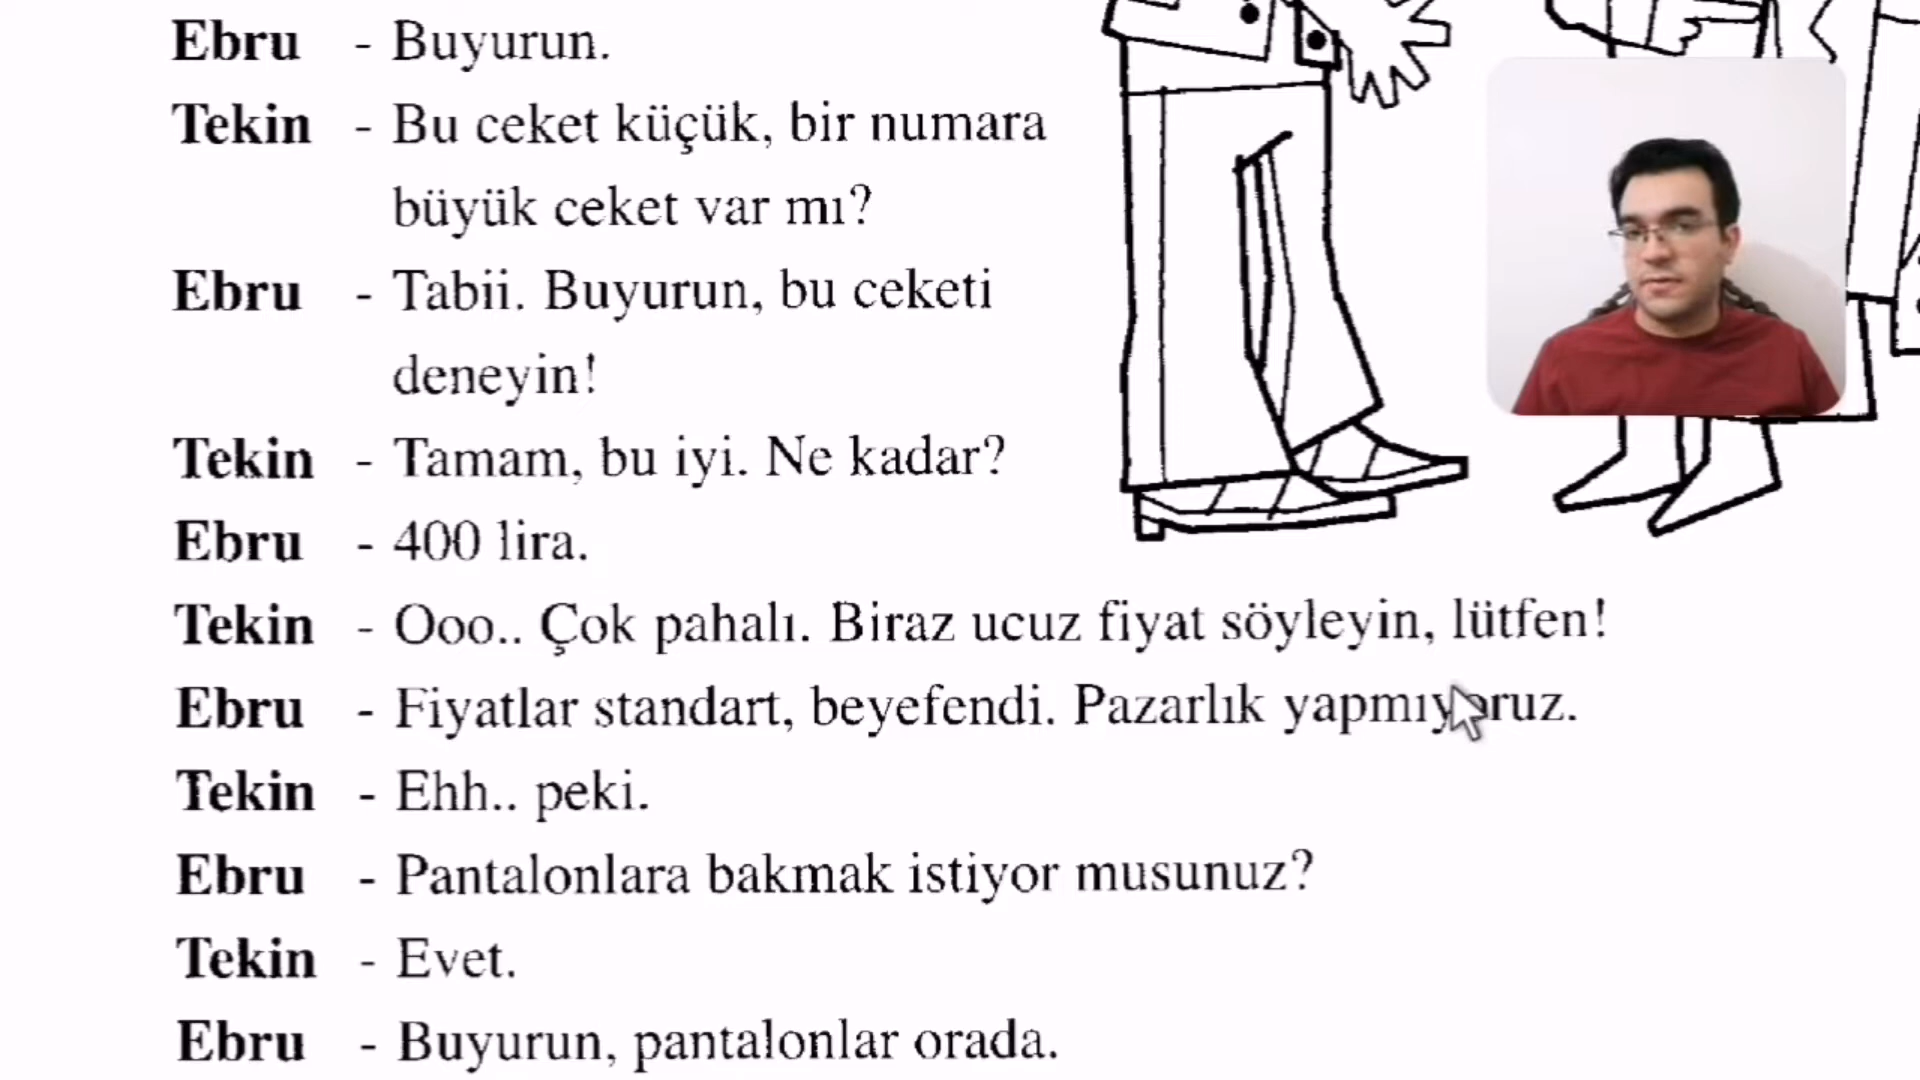 Ebru - Buyurun.
Tekin - Bu ceket küçük, bir numara
büyük ceket var mı?
Ebru - Tabii. Buyurun, bu ceketi
deneyin!
Tekin - Tamam, bu iyi. Ne kadar?
Ebru - 400 lira.
Tekin - Ooo.. Çok pahalı. Biraz ucuz fiyat söyleyin, lütfen!
Ebru - Fiyatlar standart, beyefendi. Pazarlık yapmıyoruz.
Tekin - Ehh.. peki.
Ebru - Pantalonlara bakmak istiyor musunuz?
Tekin - Evet.
Ebru - Buyurun, pantalonlar orada.